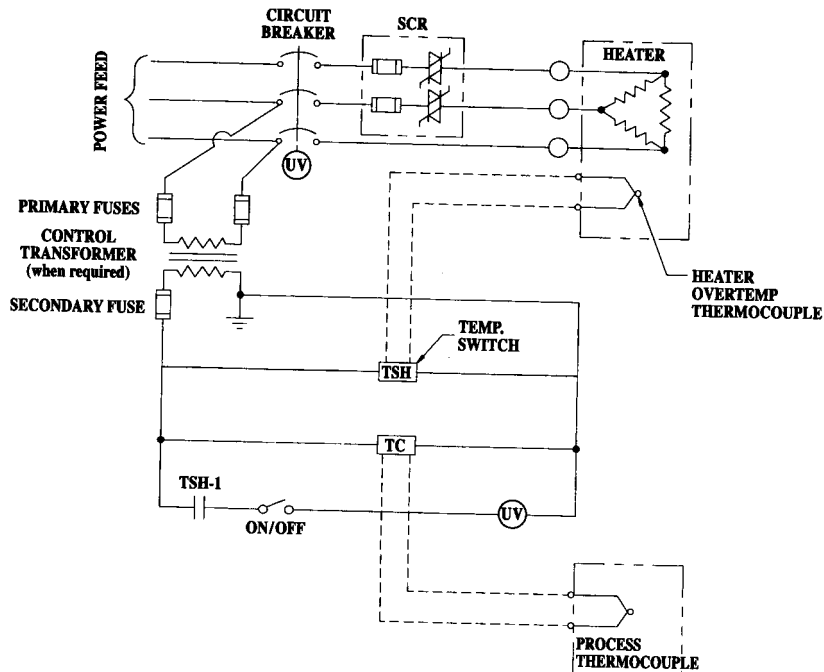 CIRCUIT
BREAKER
SCR
HEATER
POWER FEED
UV
PRIMARY FUSES
CONTROL
TRANSFORMER
(when required)
SECONDARY FUSE
HEATER
OVERTEMP
THERMOCOUPLE
TEMP.
SWITCH
TSH
TC
TSH-1
ON/OFF
UV
PROCESS
THERMOCOUPLE